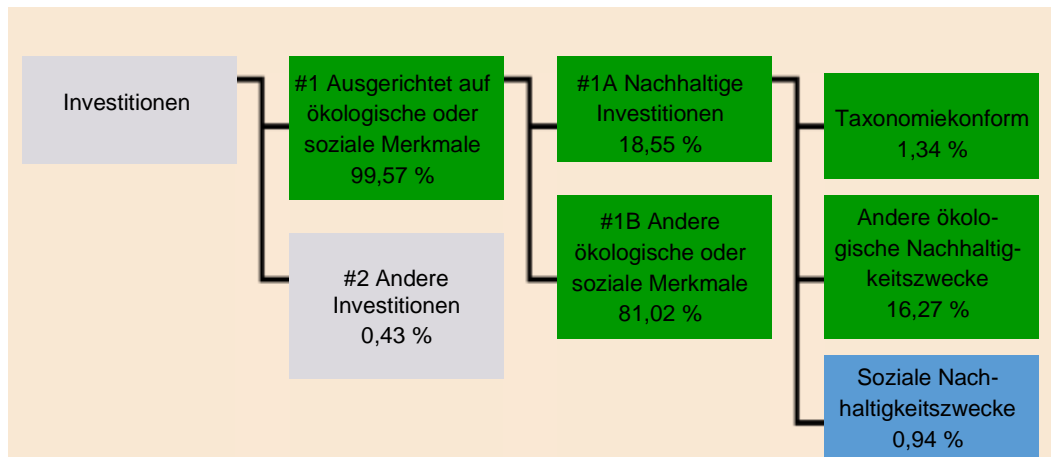 Investitionen
#1 Ausgerichtet auf
ökologische oder
soziale Merkmale
99,57 %
#2 Andere
Investitionen
0,43 %
#1A Nachhaltige
Investitionen
18,55 %
#1B Andere
ökologische oder
soziale Merkmale
81,02 %
Taxonomiekonform
1,34 %
Andere ökolo-
gische Nachhaltig-
keitszwecke
16,27 %
Soziale Nach-
haltigkeitszwecke
0,94 %